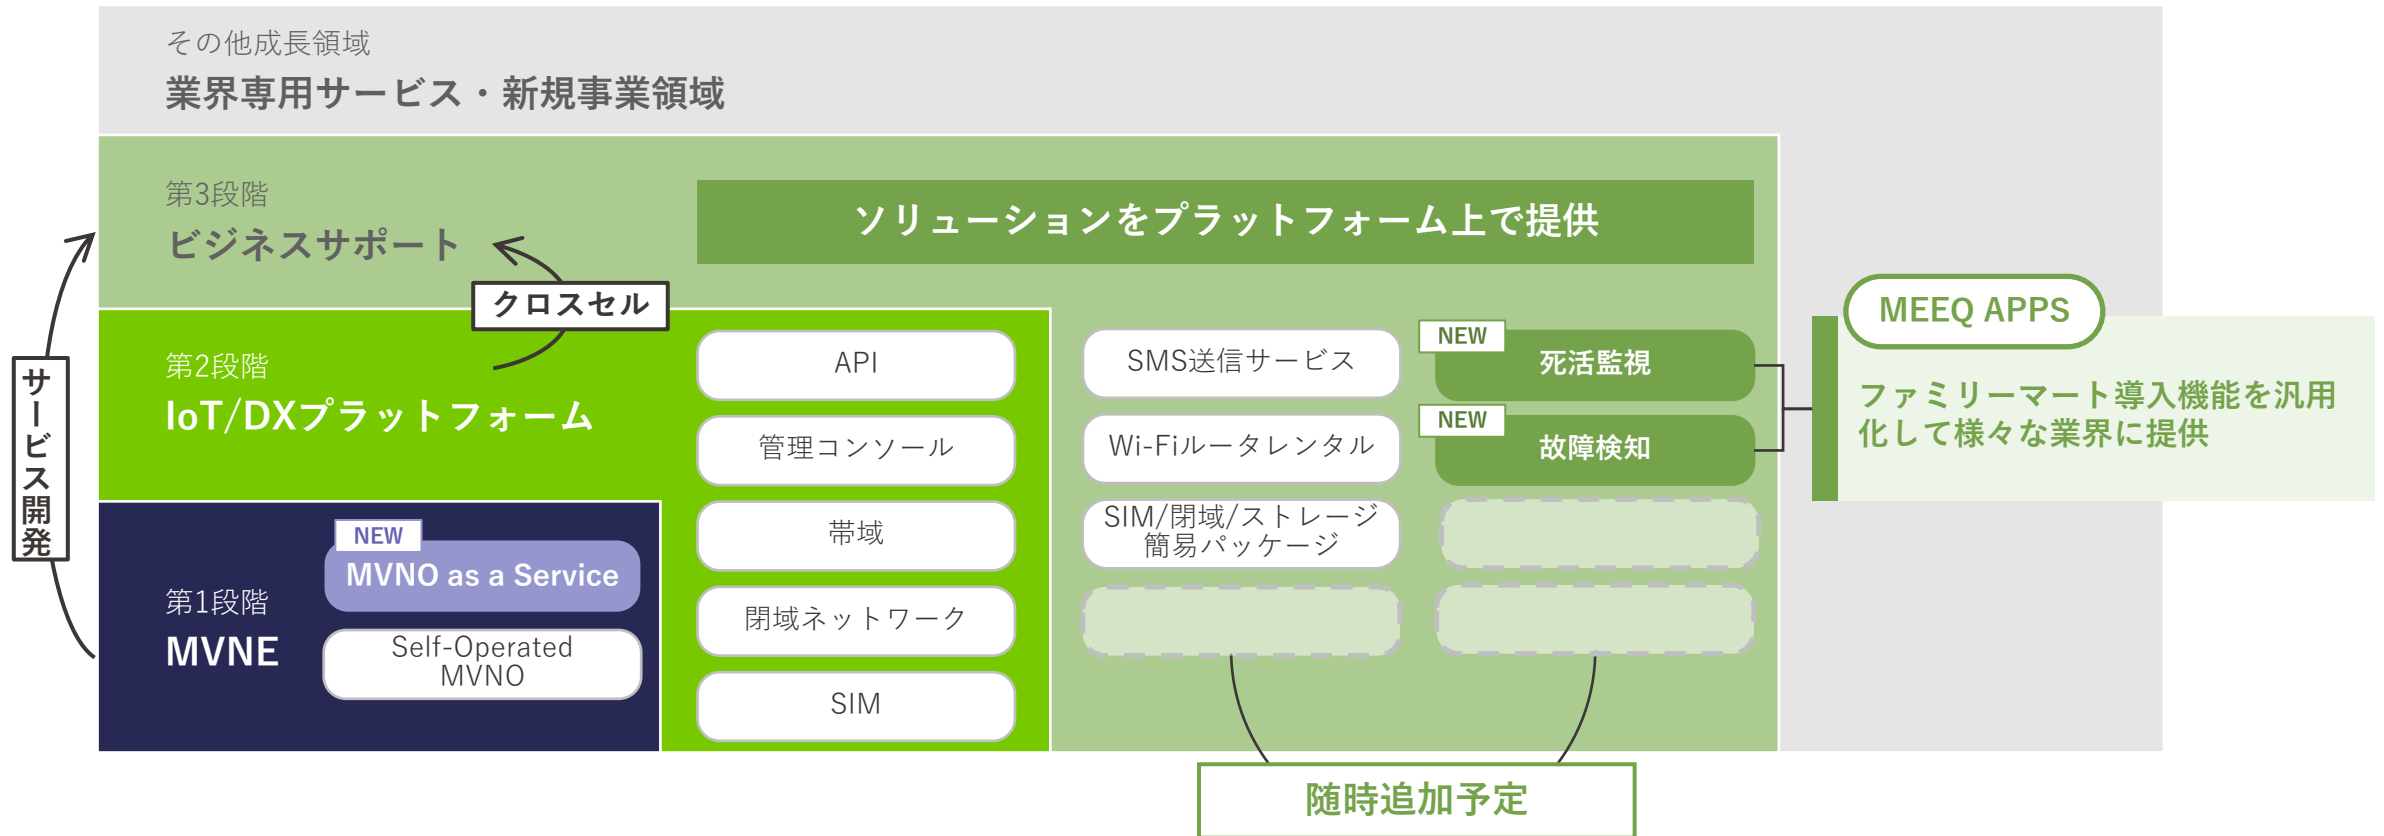 その他成長領域
業界専用サービス・新規事業領域
第3段階
ビジネスサポート
ソリューションをプラットフォーム上で提供
クロスセル
サービス開発
第2段階
IoT/DXプラットフォーム
API
管理コンソール
帯域
閉域ネットワーク
SIM
SMS送信サービス
Wi-Fiルータレンタル
SIM/閉域/ストレージ
簡易パッケージ
NEW
死活監視
NEW
故障検知
MEEQ APPS
ファミリーマート導入機能を汎用
化して様々な業界に提供
第1段階
MVNE
NEW
MVNO as a Service
Self-Operated
MVNO
随時追加予定